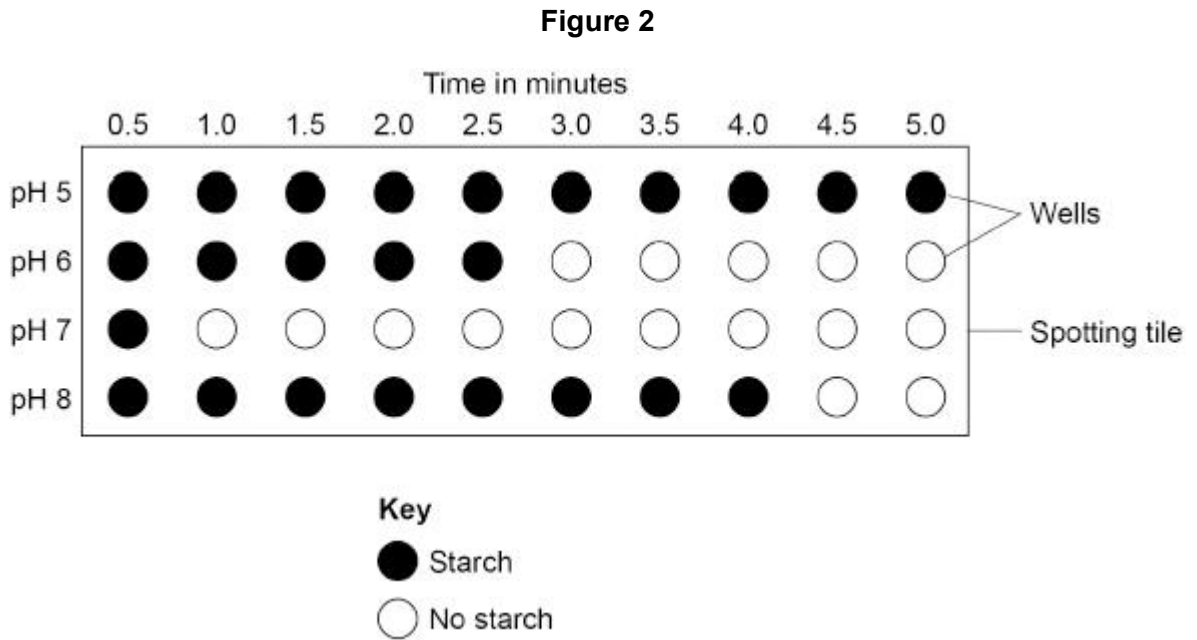 Figure 2
Time in minutes
0.5 1.0 1.5 2.0 2.5 3.0 3.5 4.0 4.5 5.0
pH 5
Wells
pH 6
pH 7
Spotting tile
pH 8
Key
Starch
No starch